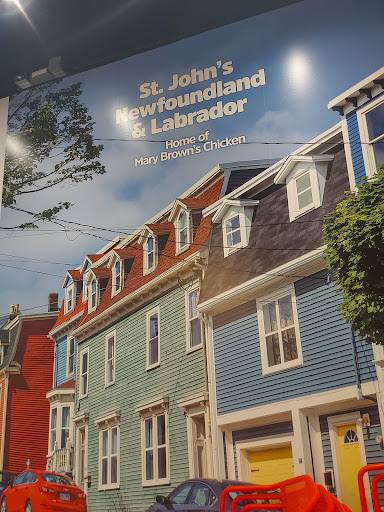 St. John's
Newfoundland
& Labrador
Home of
Mary Brown's Chicken